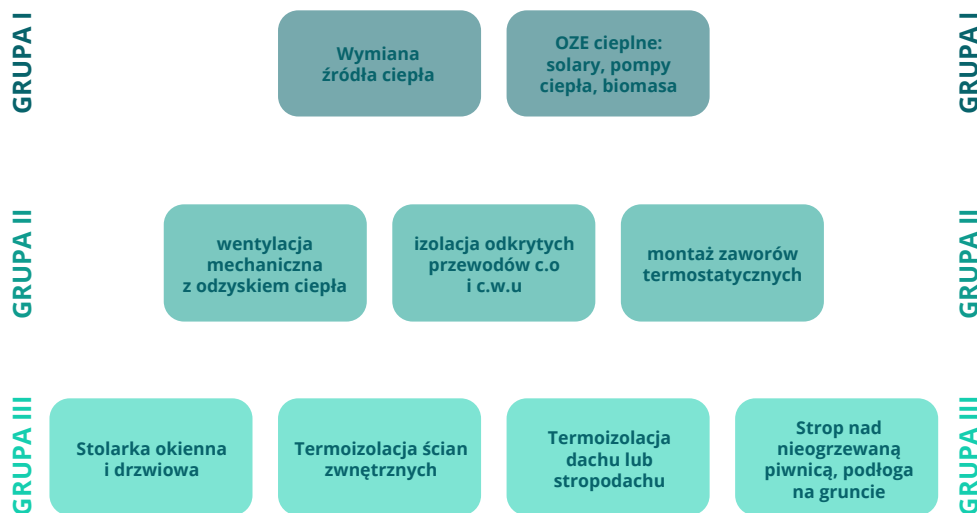 GRUPA I
Wymiana
źródła ciepła
OZE cieplne:
solary, pompy
ciepła, biomasa
GRUPA I
GRUPA II
wentylacja
mechaniczna
z odzyskiem ciepła
izolacja odkrytych
przewodów c.o
i c.w.u
montaż zaworów
termostatycznych
GRUPA II
GRUPA III
Stolarka okienna
i drzwiowa
Termoizolacja ścian
zwnętrznych
Termoizolacja
dachu lub
stropodachu
Strop nad
nieogrzewaną
piwnicą, podłoga
na gruncie
GRUPA III